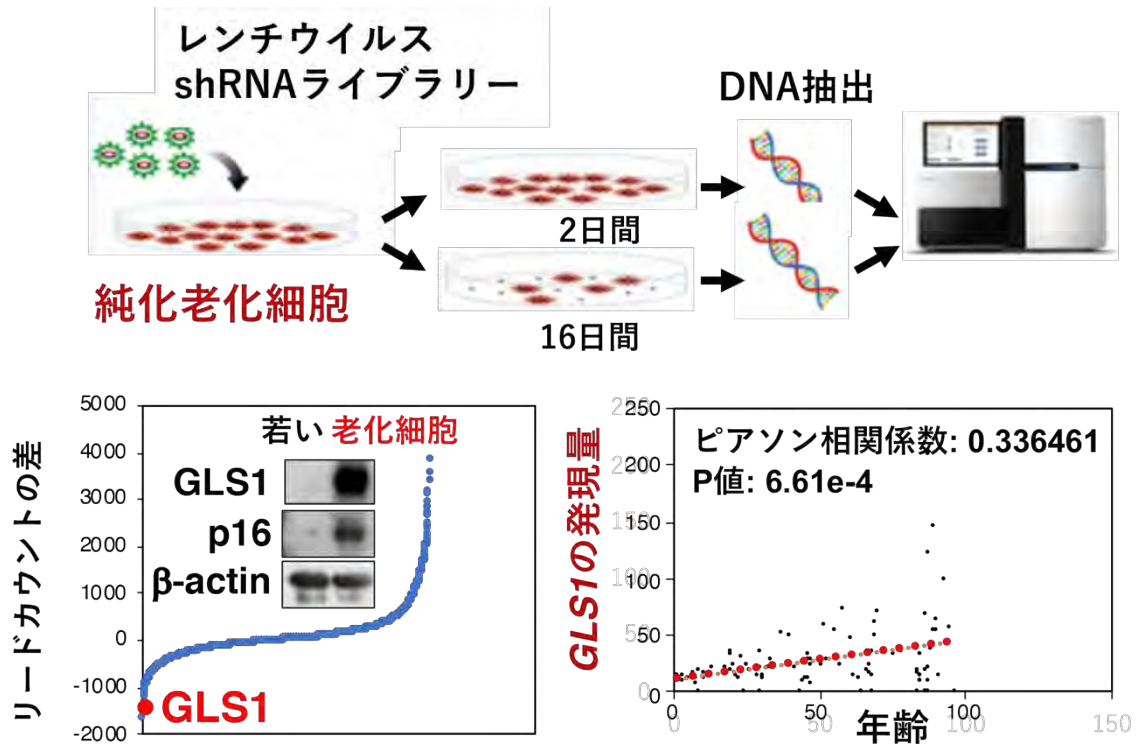 レンチウイルス
shRNAライブラリー
DNA抽出
2日間
純化老化細胞
16日間
リードカウントの差
5000
4000
3000
2000
1000
0
-1000
-2000
若い 老化細胞
GLS1
p16
β-actin
GLS1
GLS1の発現量
250
200
150
100
50
0
ピアソン相関係数: 0.336461
P値: 6.61e-4
0
50
100
150
年齢